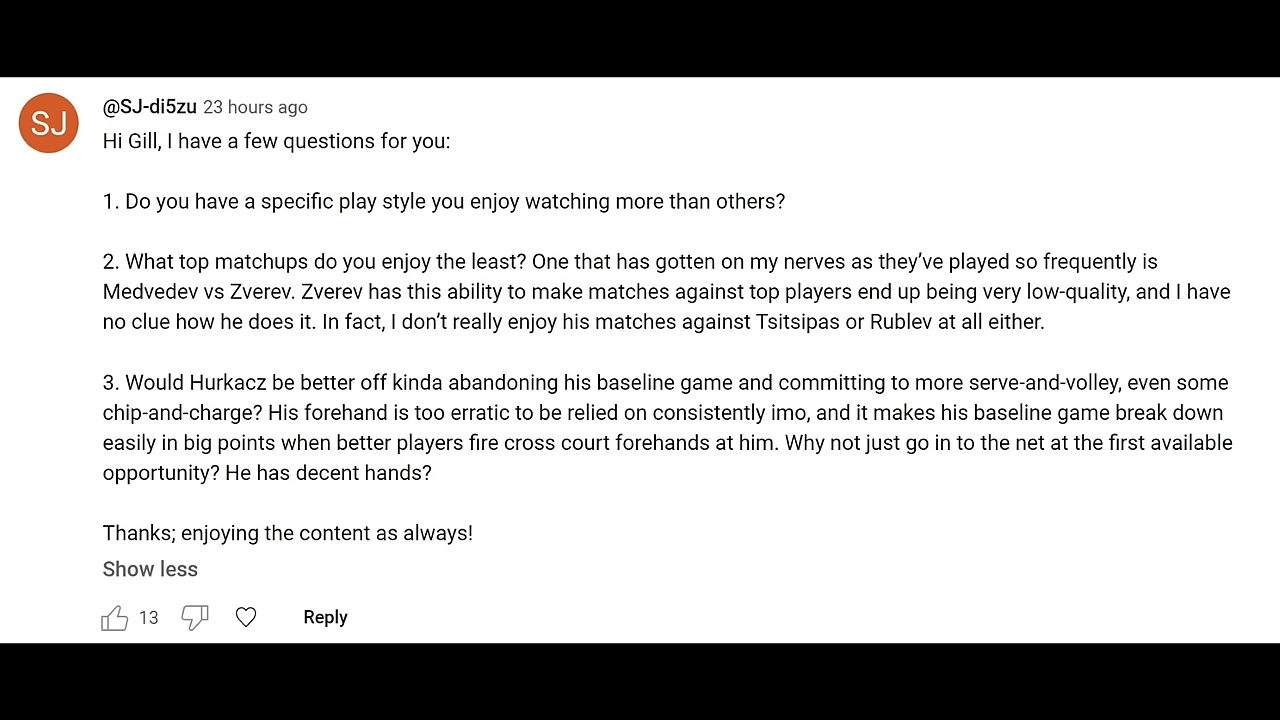 SJ
@SJ-di5zu 23 hours ago
Hi Gill, I have a few questions for you:
1. Do you have a specific play style you enjoy watching more than others?
2. What top matchups do you enjoy the least? One that has gotten on my nerves as they’ve played so frequently is
Medvedev vs Zverev. Zverev has this ability to make matches against top players end up being very low-quality, and I have
no clue how he does it. In fact, I don’t really enjoy his matches against Tsitsipas or Rublev at all either.
3. Would Hurkacz be better off kinda abandoning his baseline game and committing to more serve-and-volley, even some
chip-and-charge? His forehand is too erratic to be relied on consistently imo, and it makes his baseline game break down
easily in big points when better players fire cross court forehands at him. Why not just go in to the net at the first available
opportunity? He has decent hands?
Thanks; enjoying the content as always!
Show less
13 Reply